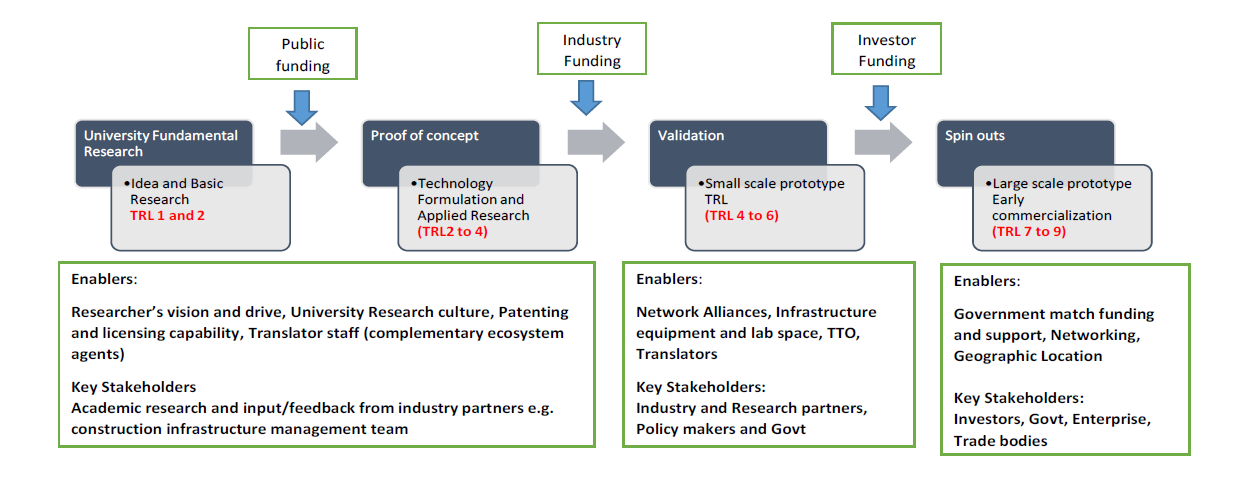 Public
funding
Industry
Funding
Investor
Funding
University Fundamental
Research
•Idea and Basic
Research
TRL 1 and 2
Proof of concept
•Technology
Formulation and
Applied Research
(TRL2 to 4)
Validation
•Small scale prototype
TRL
(TRL 4 to 6)
Spin outs
•Large scale prototype
Early
commercialization
(TRL 7 to 9)
Enablers:
Researcher’s vision and drive, University Research culture, Patenting
and licensing capability, Translator staff (complementary ecosystem
agents)
Key Stakeholders
Academic research and input/feedback from industry partners e.g.
construction infrastructure management team
Enablers:
Network Alliances, Infrastructure
equipment and lab space, TTO,
Translators
Key Stakeholders:
Industry and Research partners,
Policy makers and Govt
Enablers:
Government match funding
and support, Networking,
Geographic Location
Key Stakeholders:
Investors, Govt, Enterprise,
Trade bodies